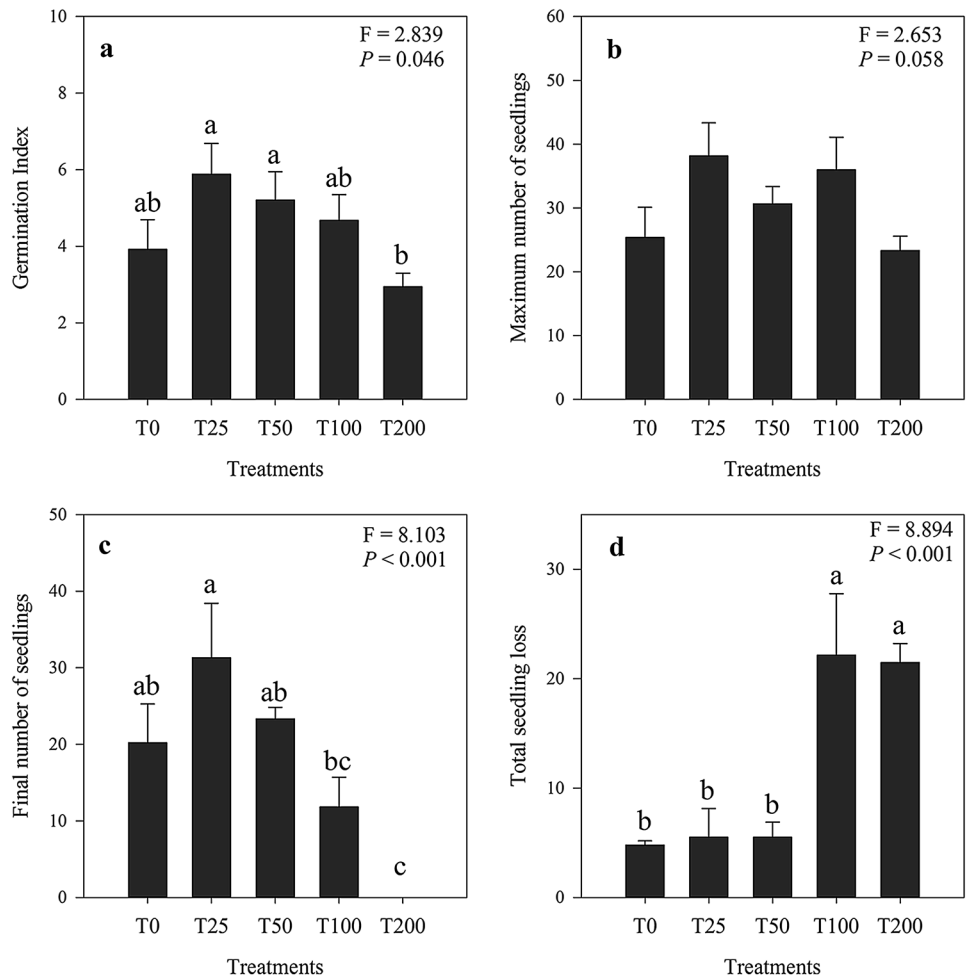 a
F = 2.839
P = 0.046
Germination Index
10
8
6
4
2
0
ab
a
a
ab
b
T0 T25 T50 T100 T200
Treatments
b
F = 2.653
P = 0.058
Maximum number of seedlings
60
50
40
30
20
10
0
T0 T25 T50 T100 T200
Treatments
c
F = 8.103
P < 0.001
Final number of seedlings
50
40
30
20
10
0
ab
a
ab
bc
c
T0 T25 T50 T100 T200
Treatments
d
F = 8.894
P < 0.001
Total seedling loss
30
20
10
0
b
b
b
a
a
T0 T25 T50 T100 T200
Treatments